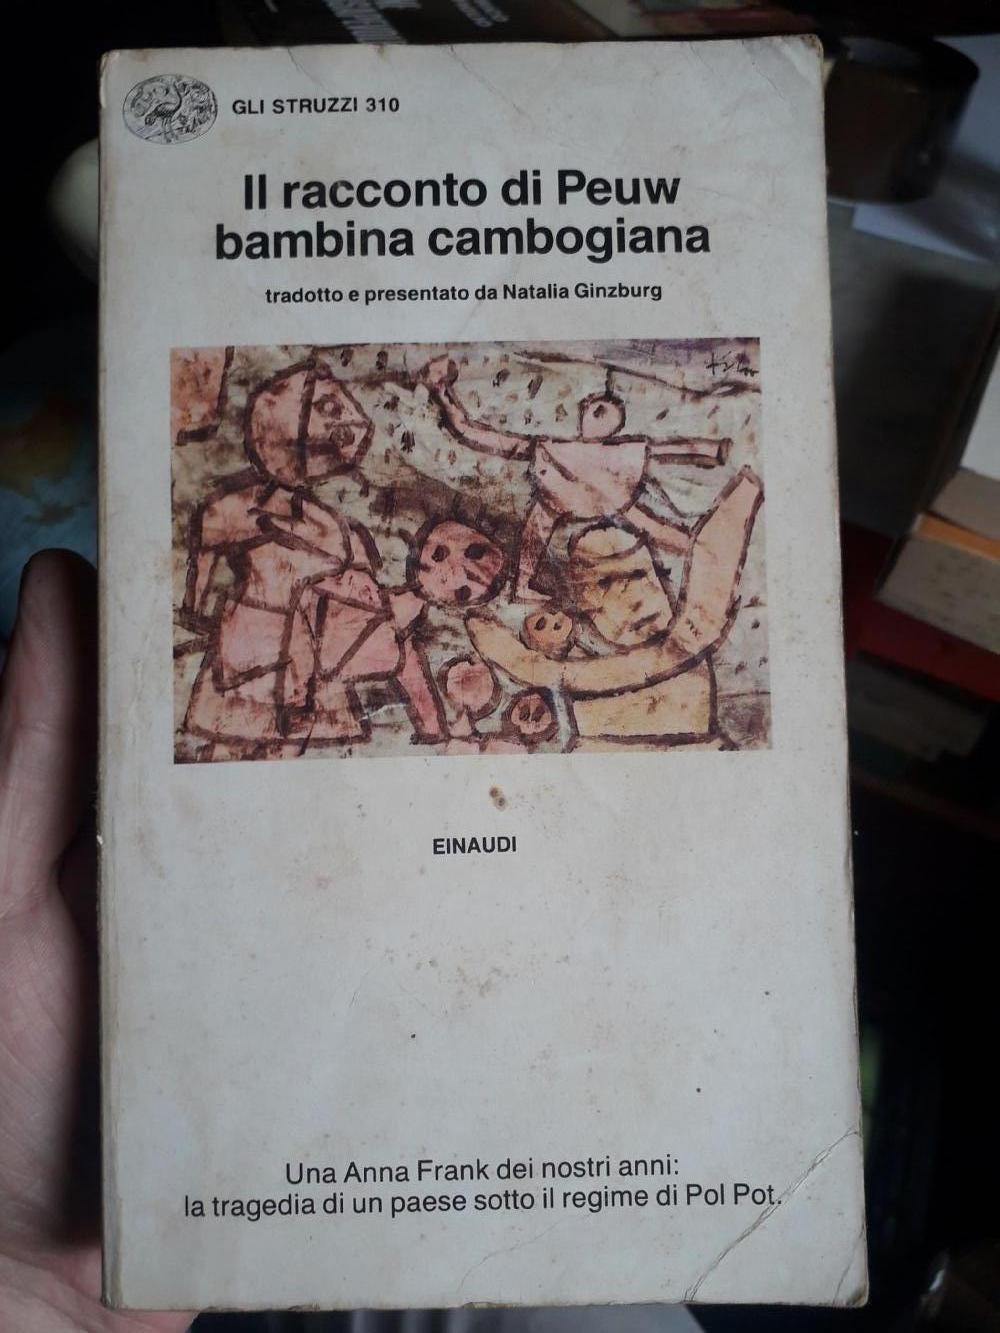 GLI STRUZZI 310
Il racconto di Peuw
bambina cambogiana
tradotto e presentato da Natalia Ginzburg
EINAUDI
Una Anna Frank dei nostri anni:
la tragedia di un paese sotto il regime di Pol Pot.